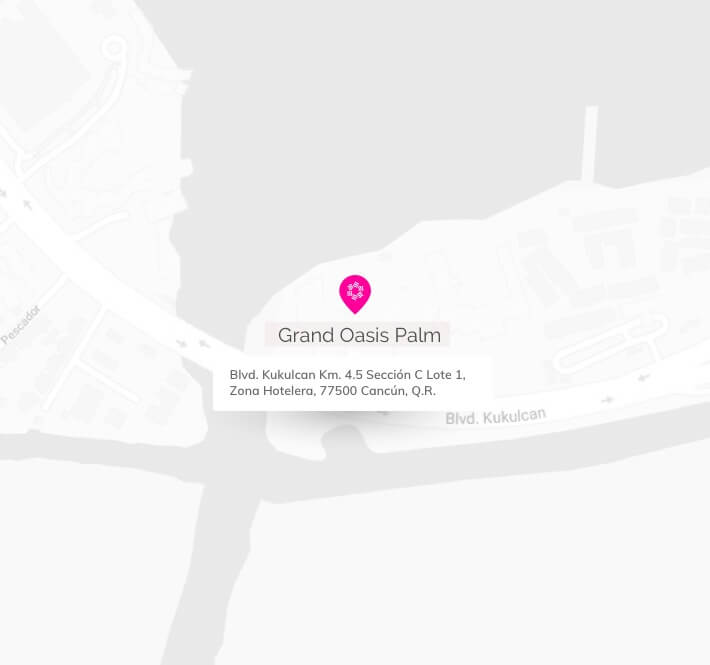 Pescador
Grand Oasis Palm
Blvd. Kukulcan Km. 4.5 Sección C Lote 1,
Zona Hotelera, 77500 Cancún, Q.R.
Blvd. Kukulcan